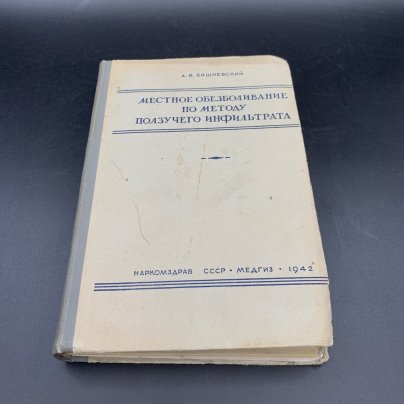 А. В. ВИШНЕВСКИЙ
МЕСТНОЕ ОБЕЗБОЛИВАНИЕ
ПО МЕТОДУ
ПОЛЗУЧЕГО ИНФИЛЬТРАТА
НАРКОМЗДРАВ СССР • МЕДГИЗ • 1942